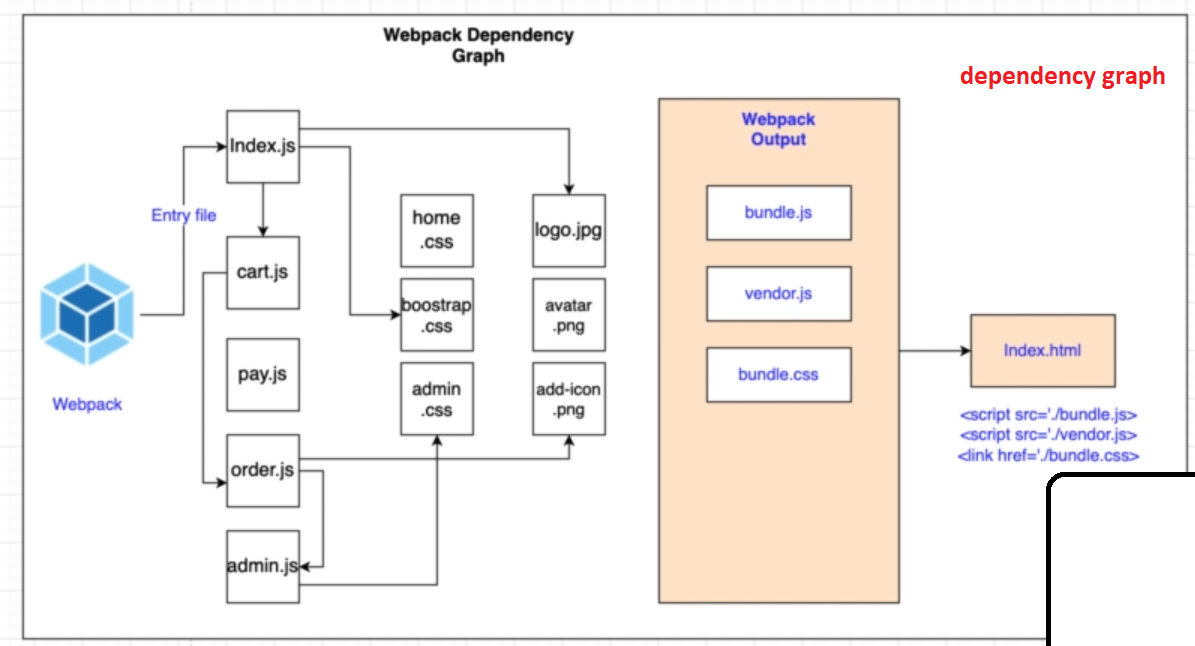 Webpack Dependency
Graph
dependency graph
Index.js
Entry file
cart.js
pay.js
order.js
admin.js
Webpack
home
.css
boostrap
.css
admin
.css
logo.jpg
avatar
.png
add-icon
.png
Webpack
Output
bundle.js
vendor.js
bundle.css
Index.html
<script src='./bundle.js>
<script src='./vendor.js>
<link href='./bundle.css>